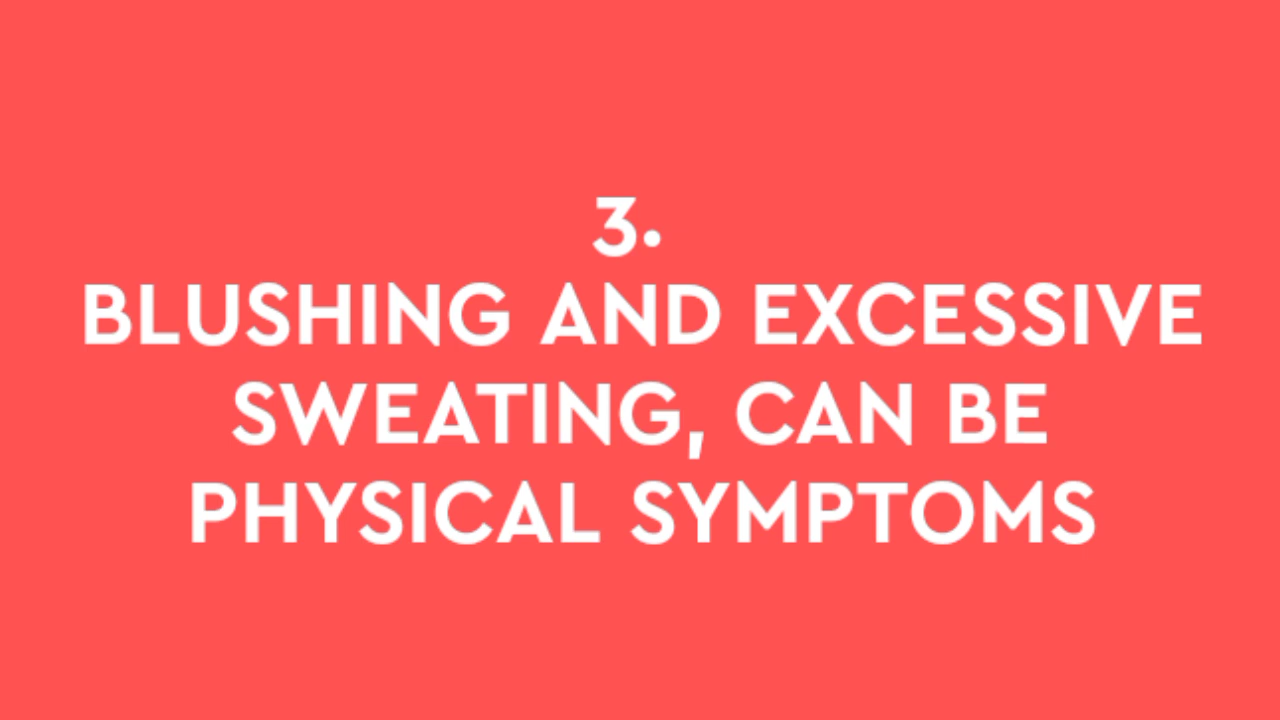 3.
BLUSHING AND EXCESSIVE
SWEATING, CAN BE
PHYSICAL SYMPTOMS